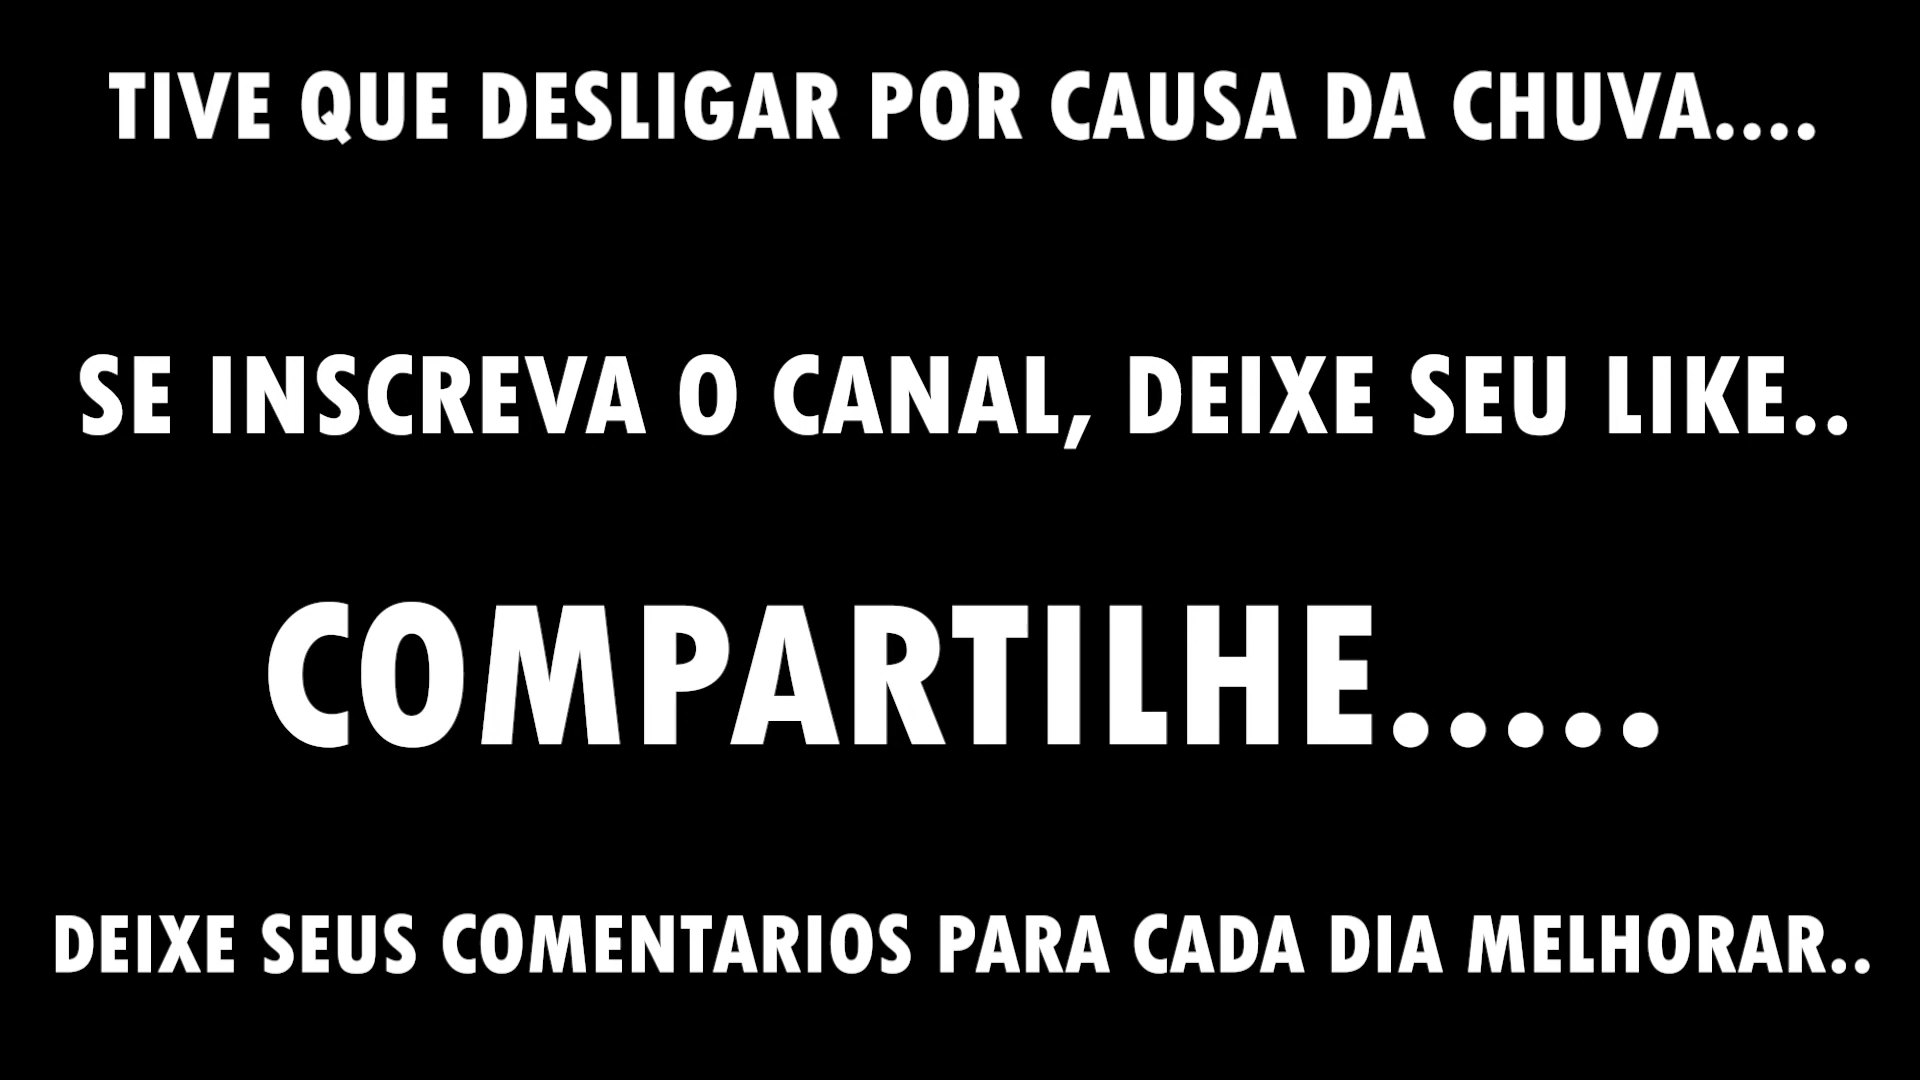 TIVE QUE DESLIGAR POR CAUSA DA CHUVA....
SE INSCREVA O CANAL, DEIXE SEU LIKE..
COMPARTILHE.....
DEIXE SEUS COMENTARIOS PARA CADA DIA MELHORAR..